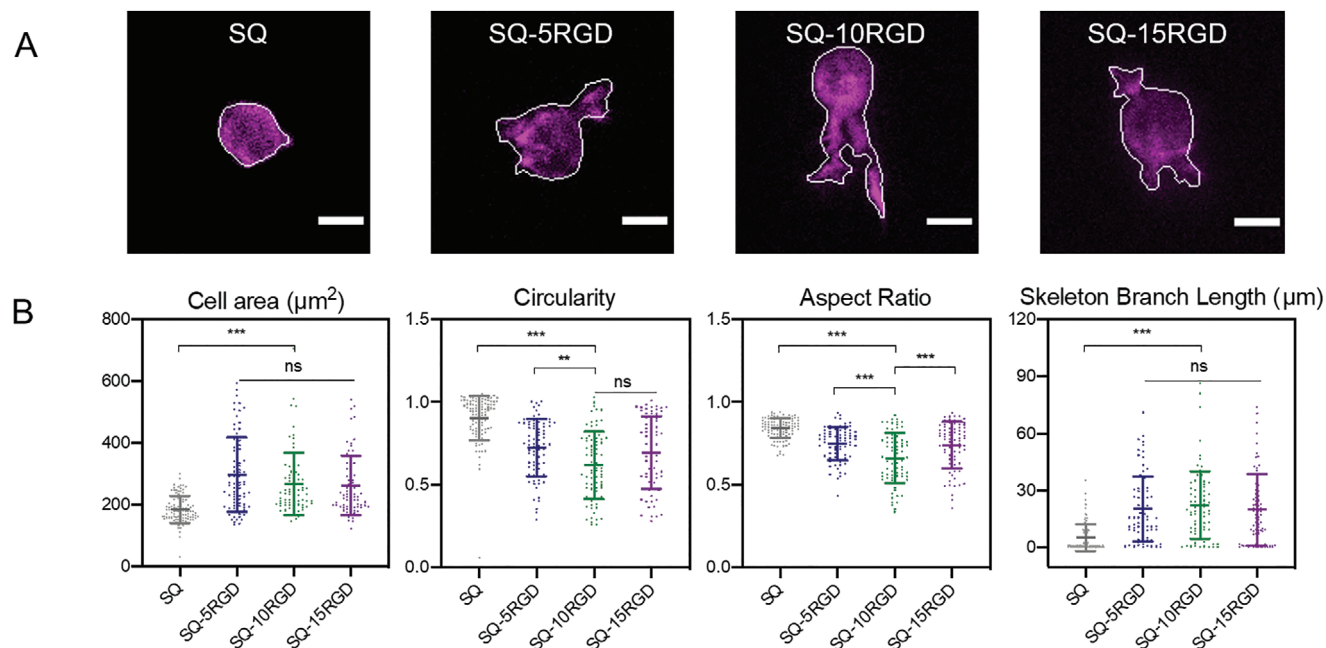 A
SQ
SQ-5RGD
SQ-10RGD
SQ-15RGD
B
Cell area (µm²)
800
600
400
200
0
***
ns
SQ
SQ-5RGD
SQ-10RGD
SQ-15RGD
Circularity
1.5
1.0
0.5
0.0
***
**
ns
SQ
SQ-5RGD
SQ-10RGD
SQ-15RGD
Aspect Ratio
1.5
1.0
0.5
0.0
***
***
***
SQ
SQ-5RGD
SQ-10RGD
SQ-15RGD
Skeleton Branch Length (µm)
120
90
60
30
0
***
ns
SQ
SQ-5RGD
SQ-10RGD
SQ-15RGD